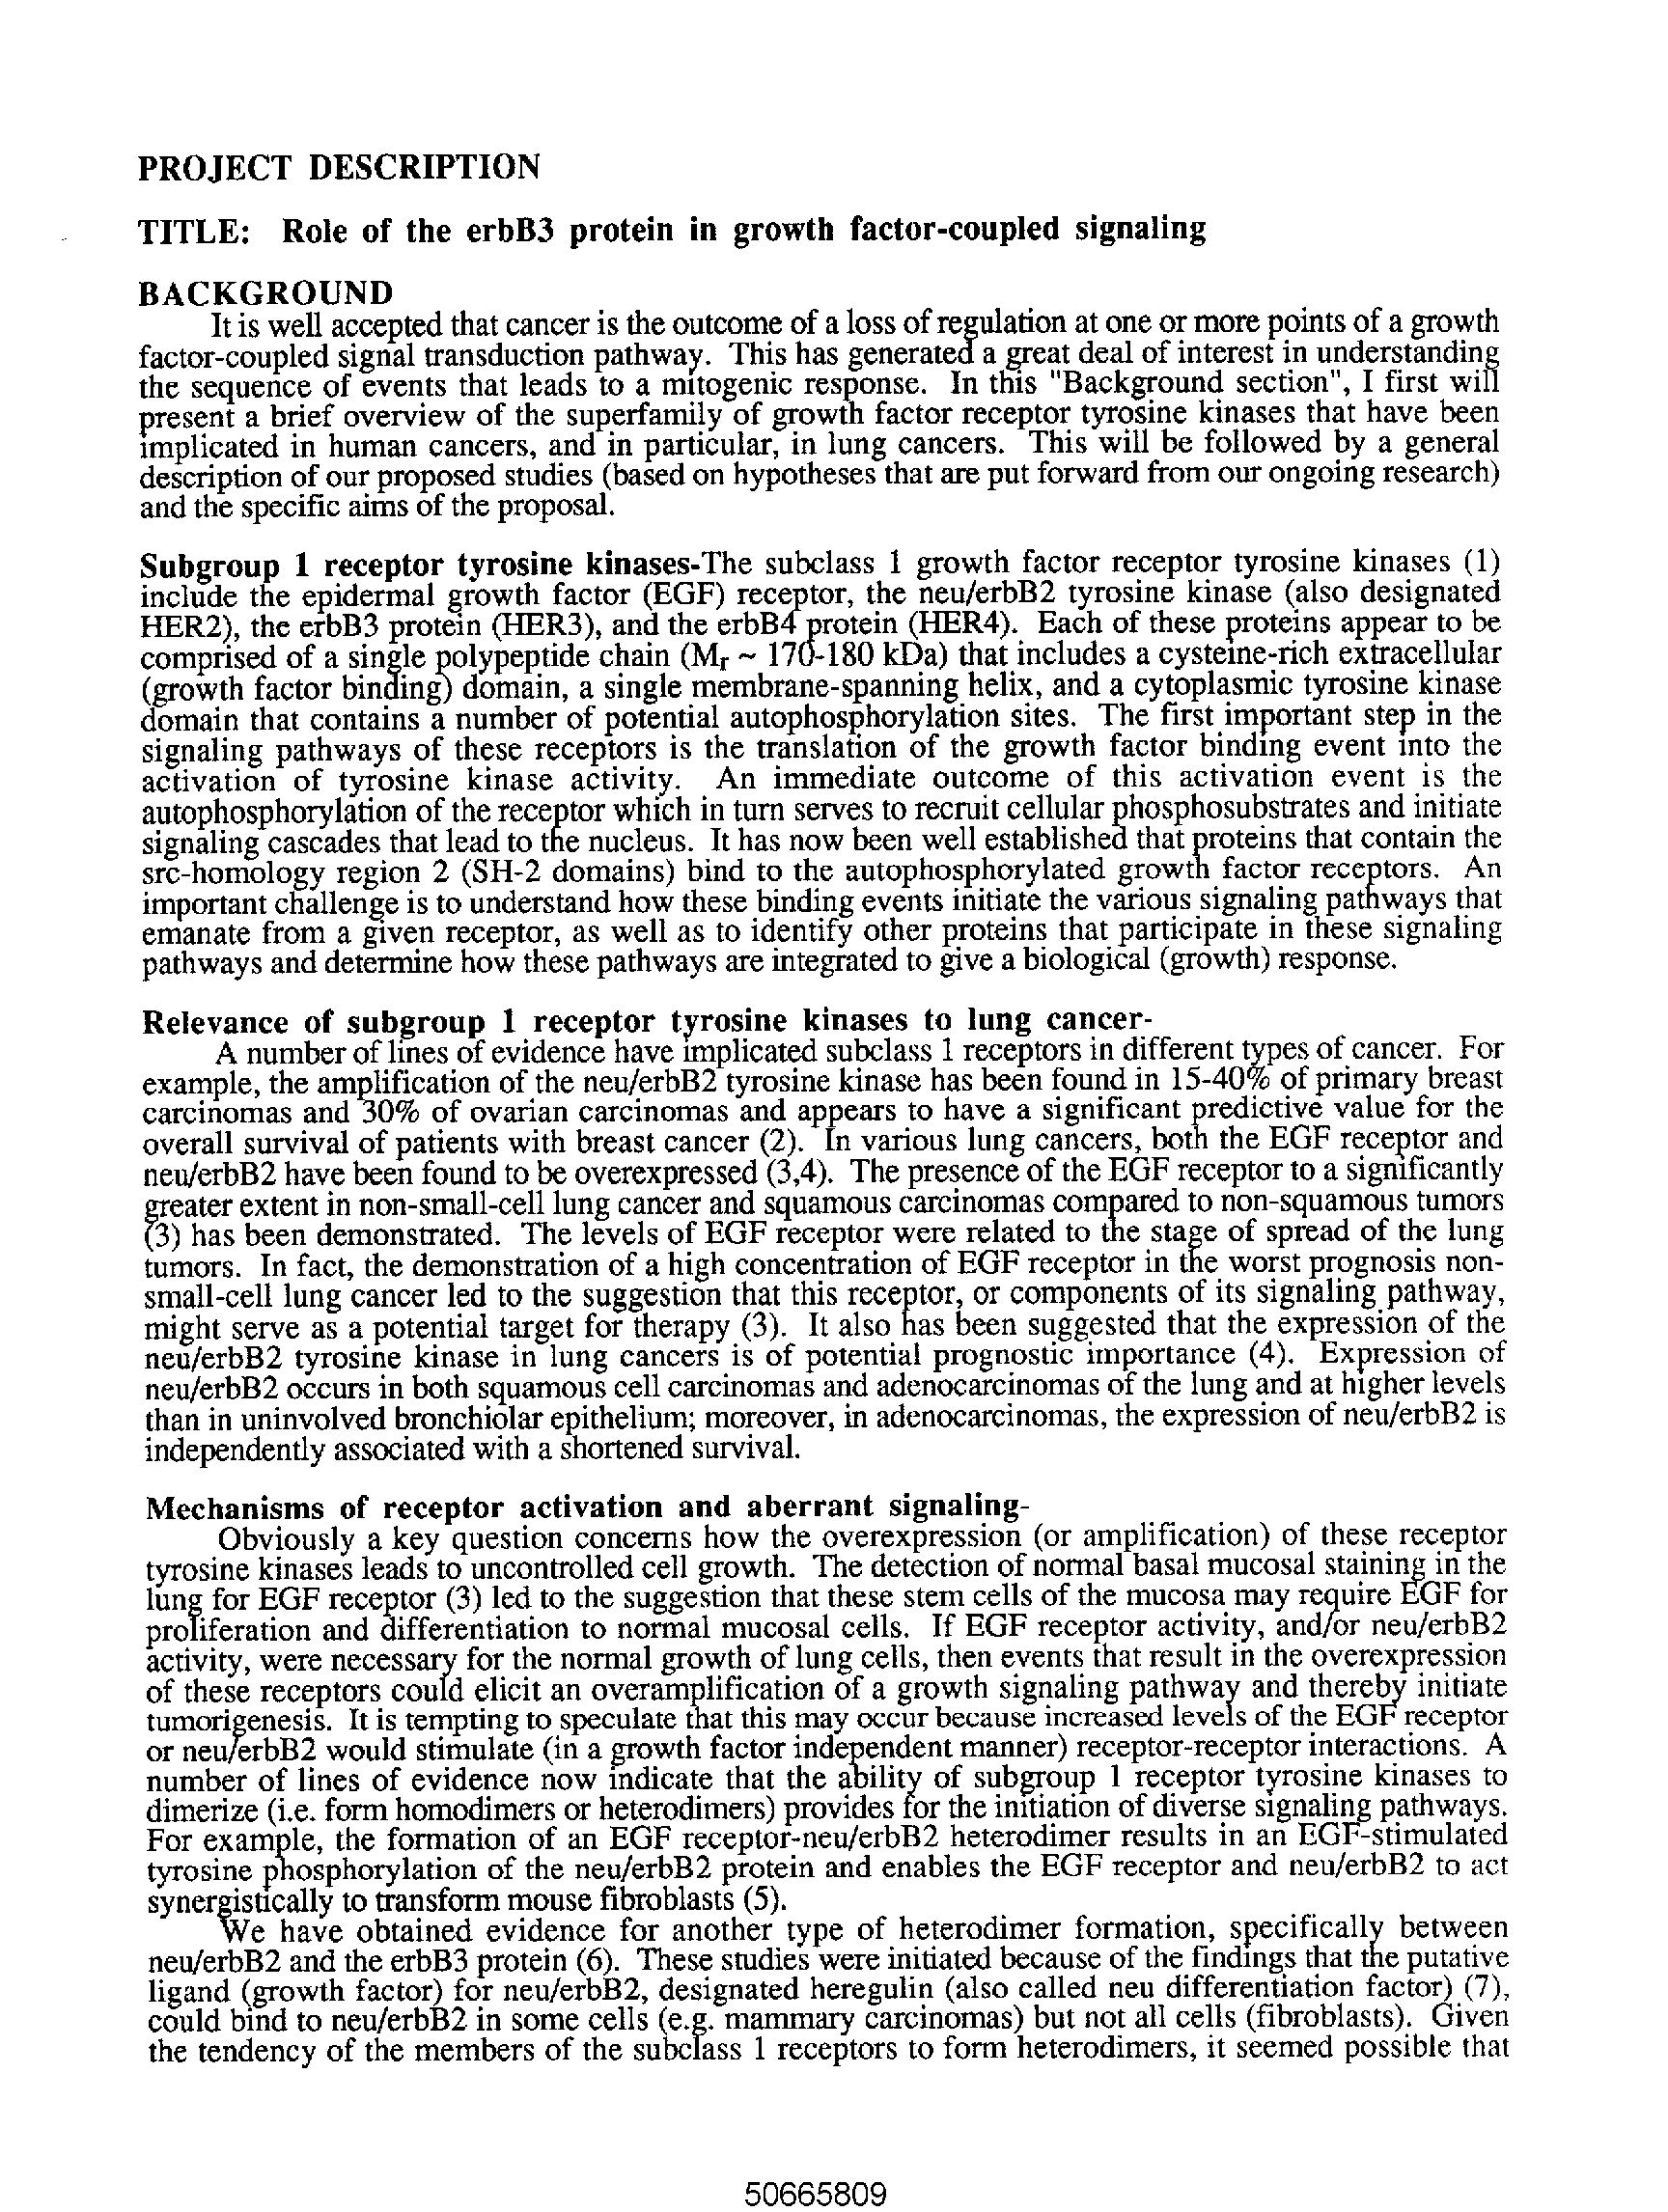 PROJECT DESCRIPTION
TITLE: Role of the erbB3 protein in growth factor-coupled signaling
BACKGROUND
It is well accepted that cancer is the outcome of a loss of regulation at one or more points of a growth
factor-coupled signal transduction pathway. This has generated a great deal of interest in understanding
the sequence of events that leads to a mitogenic response. In this "Background section", I first will
present a brief overview of the superfamily of growth factor receptor tyrosine kinases that have been
implicated in human cancers, and in particular, in lung cancers. This will be followed by a general
description of our proposed studies (based on hypotheses that are put forward from our ongoing research)
and the specific aims of the proposal.
Subgroup 1 receptor tyrosine kinases-The subclass 1 growth factor receptor tyrosine kinases (1)
include the epidermal growth factor (EGF) receptor, the neu/erbB2 tyrosine kinase (also designated
HER2), the erbB3 protein (HER3), and the erbB4 protein (HER4). Each of these proteins appear to be
comprised of a single polypeptide chain (Mr ~ 170-180 kDa) that includes a cysteine-rich extracellular
(growth factor binding) domain, a single membrane-spanning helix, and a cytoplasmic tyrosine kinase
domain that contains a number of potential autophosphorylation sites. The first important step in the
signaling pathways of these receptors is the translation of the growth factor binding event into the
activation of tyrosine kinase activity. An immediate outcome of this activation event is the
autophosphorylation of the receptor which in turn serves to recruit cellular phosphosubstrates and initiate
signaling cascades that lead to the nucleus. It has now been well established that proteins that contain the
src-homology region 2 (SH-2 domains) bind to the autophosphorylated growth factor receptors. An
important challenge is to understand how these binding events initiate the various signaling pathways that
emanate from a given receptor, as well as to identify other proteins that participate in these signaling
pathways and determine how these pathways are integrated to give a biological (growth) response.
Relevance of subgroup 1 receptor tyrosine kinases to lung cancer-
A number of lines of evidence have implicated subclass 1 receptors in different types of cancer. For
example, the amplification of the neu/erbB2 tyrosine kinase has been found in 15-40% of primary breast
carcinomas and 30% of ovarian carcinomas and appears to have a significant predictive value for the
overall survival of patients with breast cancer (2). In various lung cancers, both the EGF receptor and
neu/erbB2 have been found to be overexpressed (3,4). The presence of the EGF receptor to a significantly
greater extent in non-small-cell lung cancer and squamous carcinomas compared to non-squamous tumors
(3) has been demonstrated. The levels of EGF receptor were related to the stage of spread of the lung
tumors. In fact, the demonstration of a high concentration of EGF receptor in the worst prognosis non-
small-cell lung cancer led to the suggestion that this receptor, or components of its signaling pathway,
might serve as a potential target for therapy (3). It also has been suggested that the expression of the
neu/erbB2 tyrosine kinase in lung cancers is of potential prognostic importance (4). Expression of
neu/erbB2 occurs in both squamous cell carcinomas and adenocarcinomas of the lung and at higher levels
than in uninvolved bronchiolar epithelium; moreover, in adenocarcinomas, the expression of neu/erbB2 is
independently associated with a shortened survival.
Mechanisms of receptor activation and aberrant signaling-
Obviously a key question concerns how the overexpression (or amplification) of these receptor
tyrosine kinases leads to uncontrolled cell growth. The detection of normal basal mucosal staining in the
lung for EGF receptor (3) led to the suggestion that these stem cells of the mucosa may require EGF for
proliferation and differentiation to normal mucosal cells. If EGF receptor activity, and/or neu/erbB2
activity, were necessary for the normal growth of lung cells, then events that result in the overexpression
of these receptors could elicit an overamplification of a growth signaling pathway and thereby initiate
tumorigenesis. It is tempting to speculate that this may occur because increased levels of the EGF receptor
or neu/erbB2 would stimulate (in a growth factor independent manner) receptor-receptor interactions. A
number of lines of evidence now indicate that the ability of subgroup 1 receptor tyrosine kinases to
dimerize (i.e. form homodimers or heterodimers) provides for the initiation of diverse signaling pathways.
For example, the formation of an EGF receptor-neu/erbB2 heterodimer results in an EGF-stimulated
tyrosine phosphorylation of the neu/erbB2 protein and enables the EGF receptor and neu/erbB2 to act
synergistically to transform mouse fibroblasts (5).
We have obtained evidence for another type of heterodimer formation, specifically between
neu/erbB2 and the erbB3 protein (6). These studies were initiated because of the findings that the putative
ligand (growth factor) for neu/erbB2, designated heregulin (also called neu differentiation factor) (7),
could bind to neu/erbB2 in some cells (e.g. mammary carcinomas) but not all cells (fibroblasts). Given
the tendency of the members of the subclass 1 receptors to form heterodimers, it seemed possible that
50665809